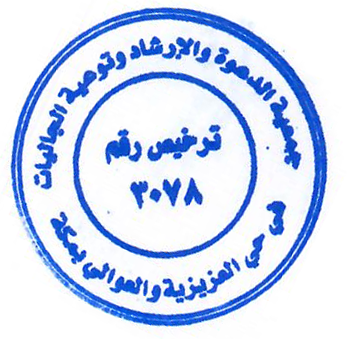 جمعية الدعوة والإرشاد وتوعية الجاليات
في حي العزيزية والعوالي بمكة
ترخيص رقم
٣٠٧٨